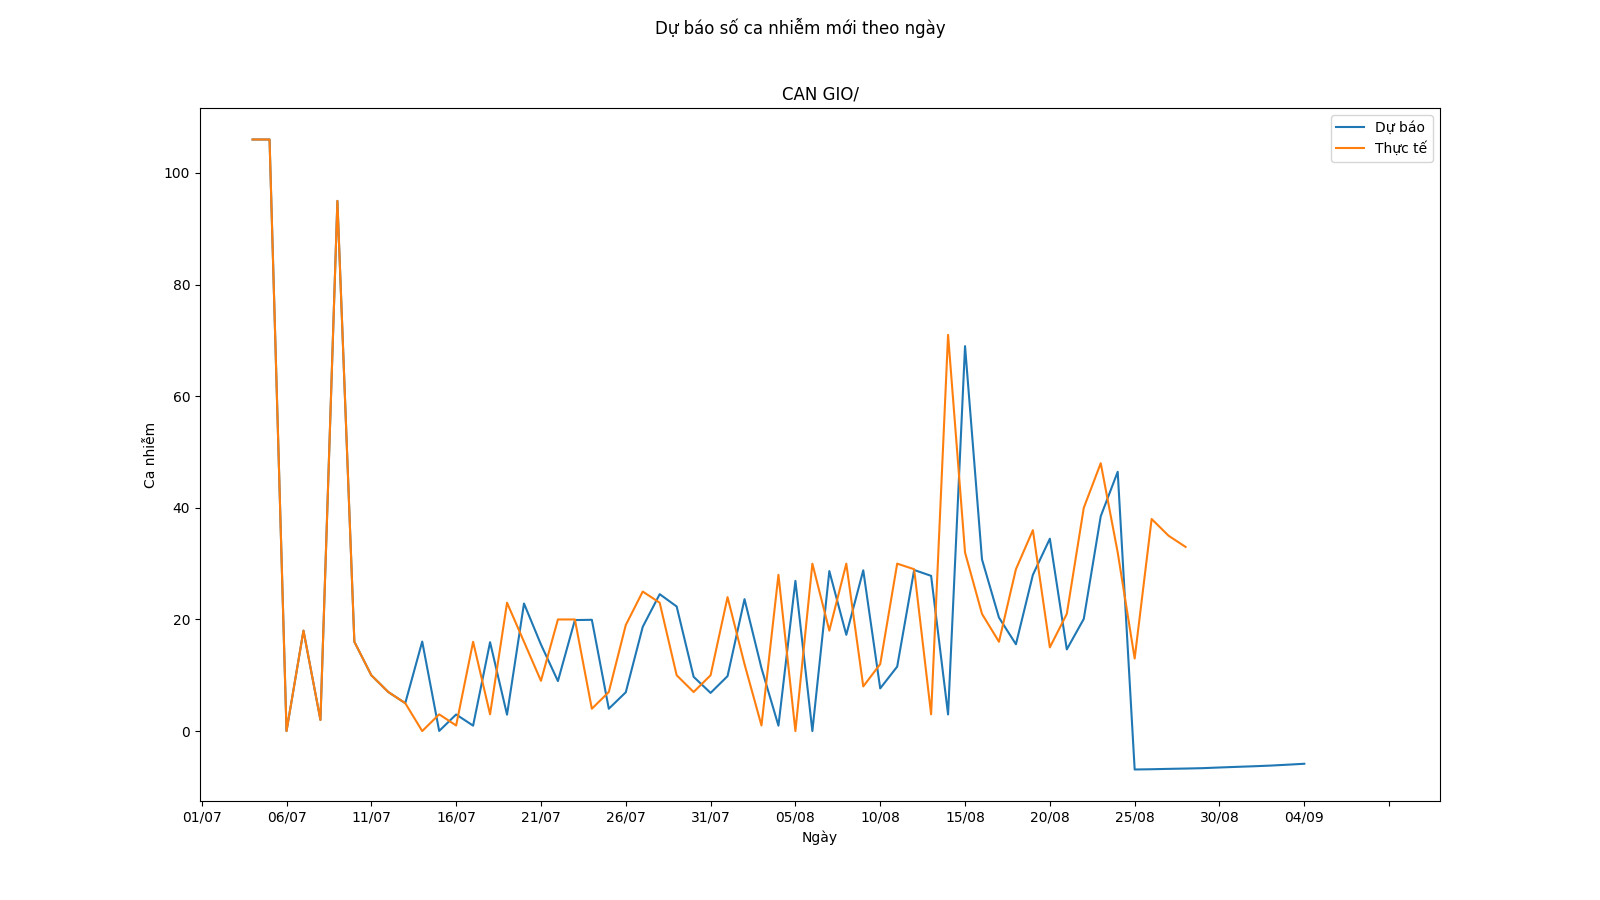 Dự báo số ca nhiễm mới theo ngày
CAN GIO/
Dự báo
Thực tế
Ca nhiễm
100
80
60
40
20
0
01/07 06/07 11/07 16/07 21/07 26/07 31/07 05/08 10/08 15/08 20/08 25/08 30/08 04/09
Ngày